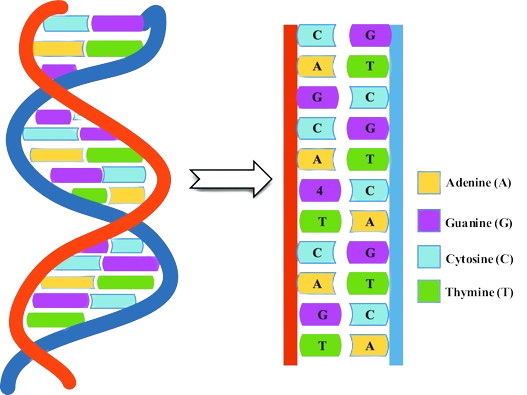 C G
A T
G C
C G
A T
4 C
T A
C G
A T
G C
T A
Adenine (A)
Guanine (G)
Cytosine (C)
Thymine (T)